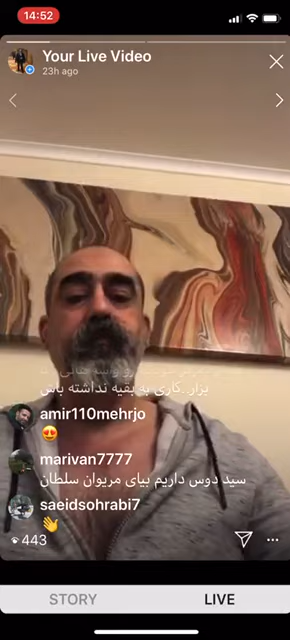 14:52
Your Live Video
23h ago
بزار..کاری به بقیه نداشته باش
amir110mehrjo
😍
marivan7777
سید دوس داریم بیای مریوان سلطان
saeidsohrabi7
👋
443
STORY
LIVE